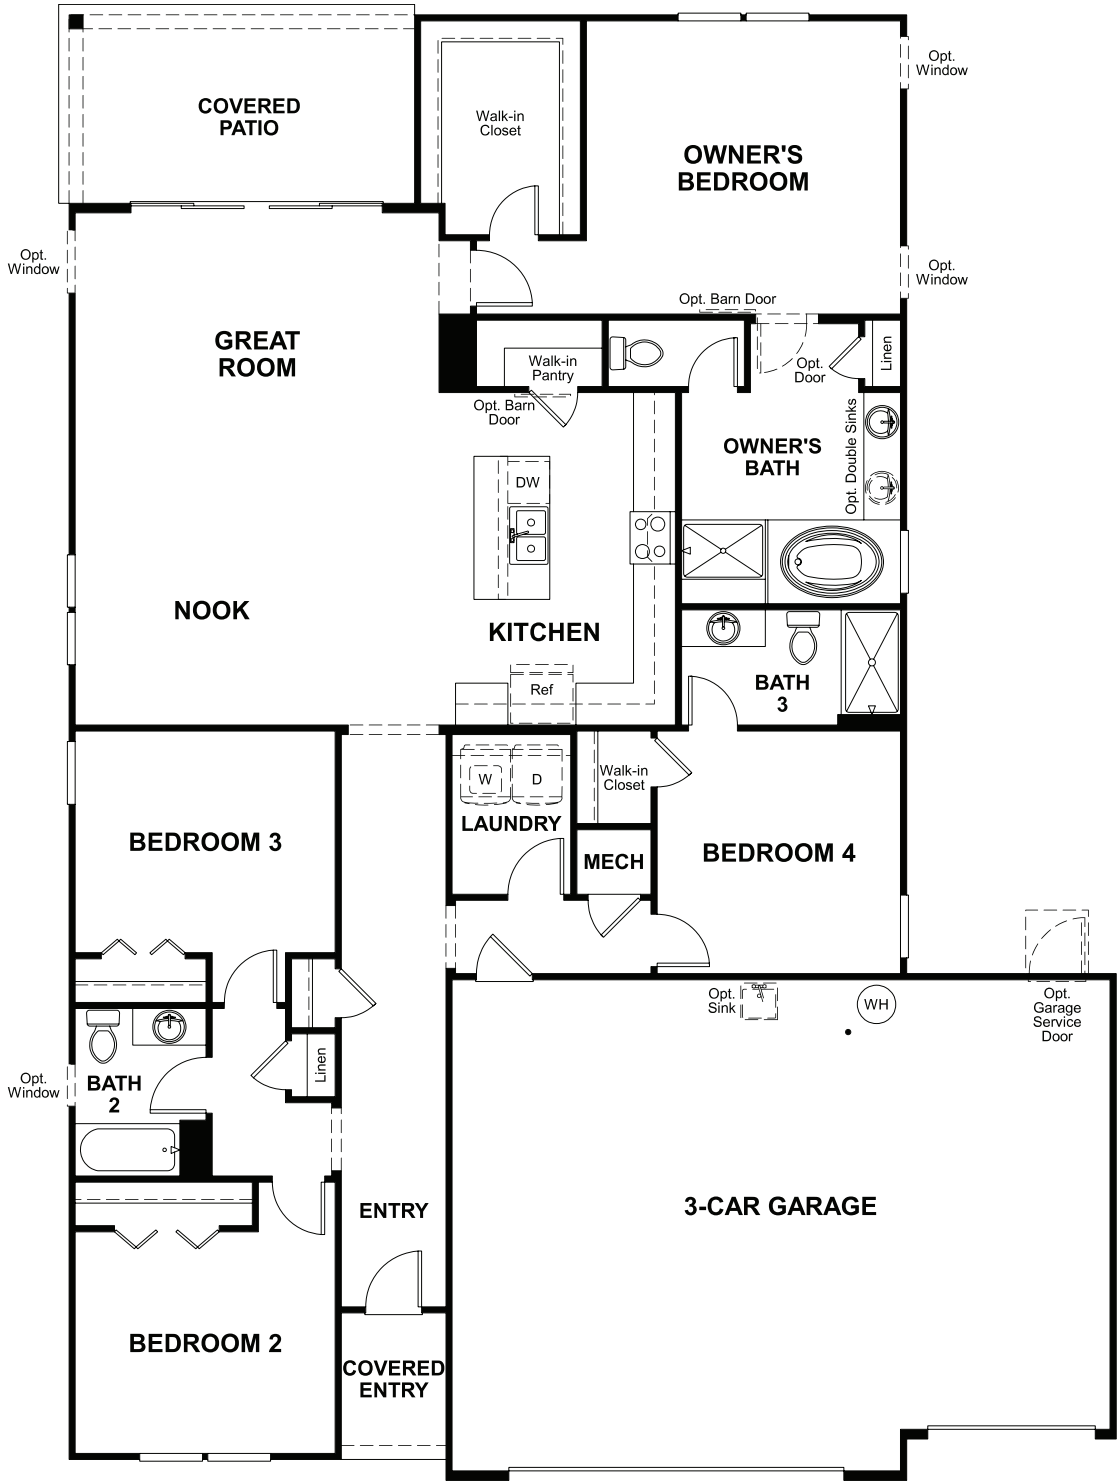 COVERED
PATIO
Walk-in
Closet
OWNER'S
BEDROOM
Opt.
Window
Opt.
Window
Opt.
Window
Opt. Barn Door
GREAT
ROOM
Walk-in
Pantry
Opt.
Door
Linen
Opt. Barn
Door
OWNER'S
BATH
Opt. Double Sinks
DW
NOOK
KITCHEN
Ref
BATH
3
W
D
Walk-in
Closet
LAUNDRY
BEDROOM 3
MECH
BEDROOM 4
Opt.
Sink
WH
Opt.
Garage
Service
Door
Linen
Opt.
Window
BATH
2
ENTRY
3-CAR GARAGE
BEDROOM 2
COVERED
ENTRY